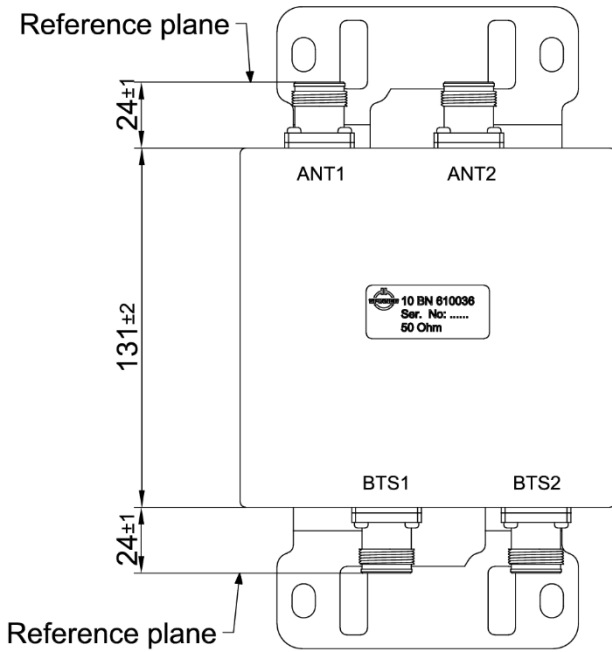 Reference plane
24±1
ANT1
ANT2
131±2
10 BN 610036
Ser. No: ......
50 Ohm
BTS1
BTS2
24±1
Reference plane